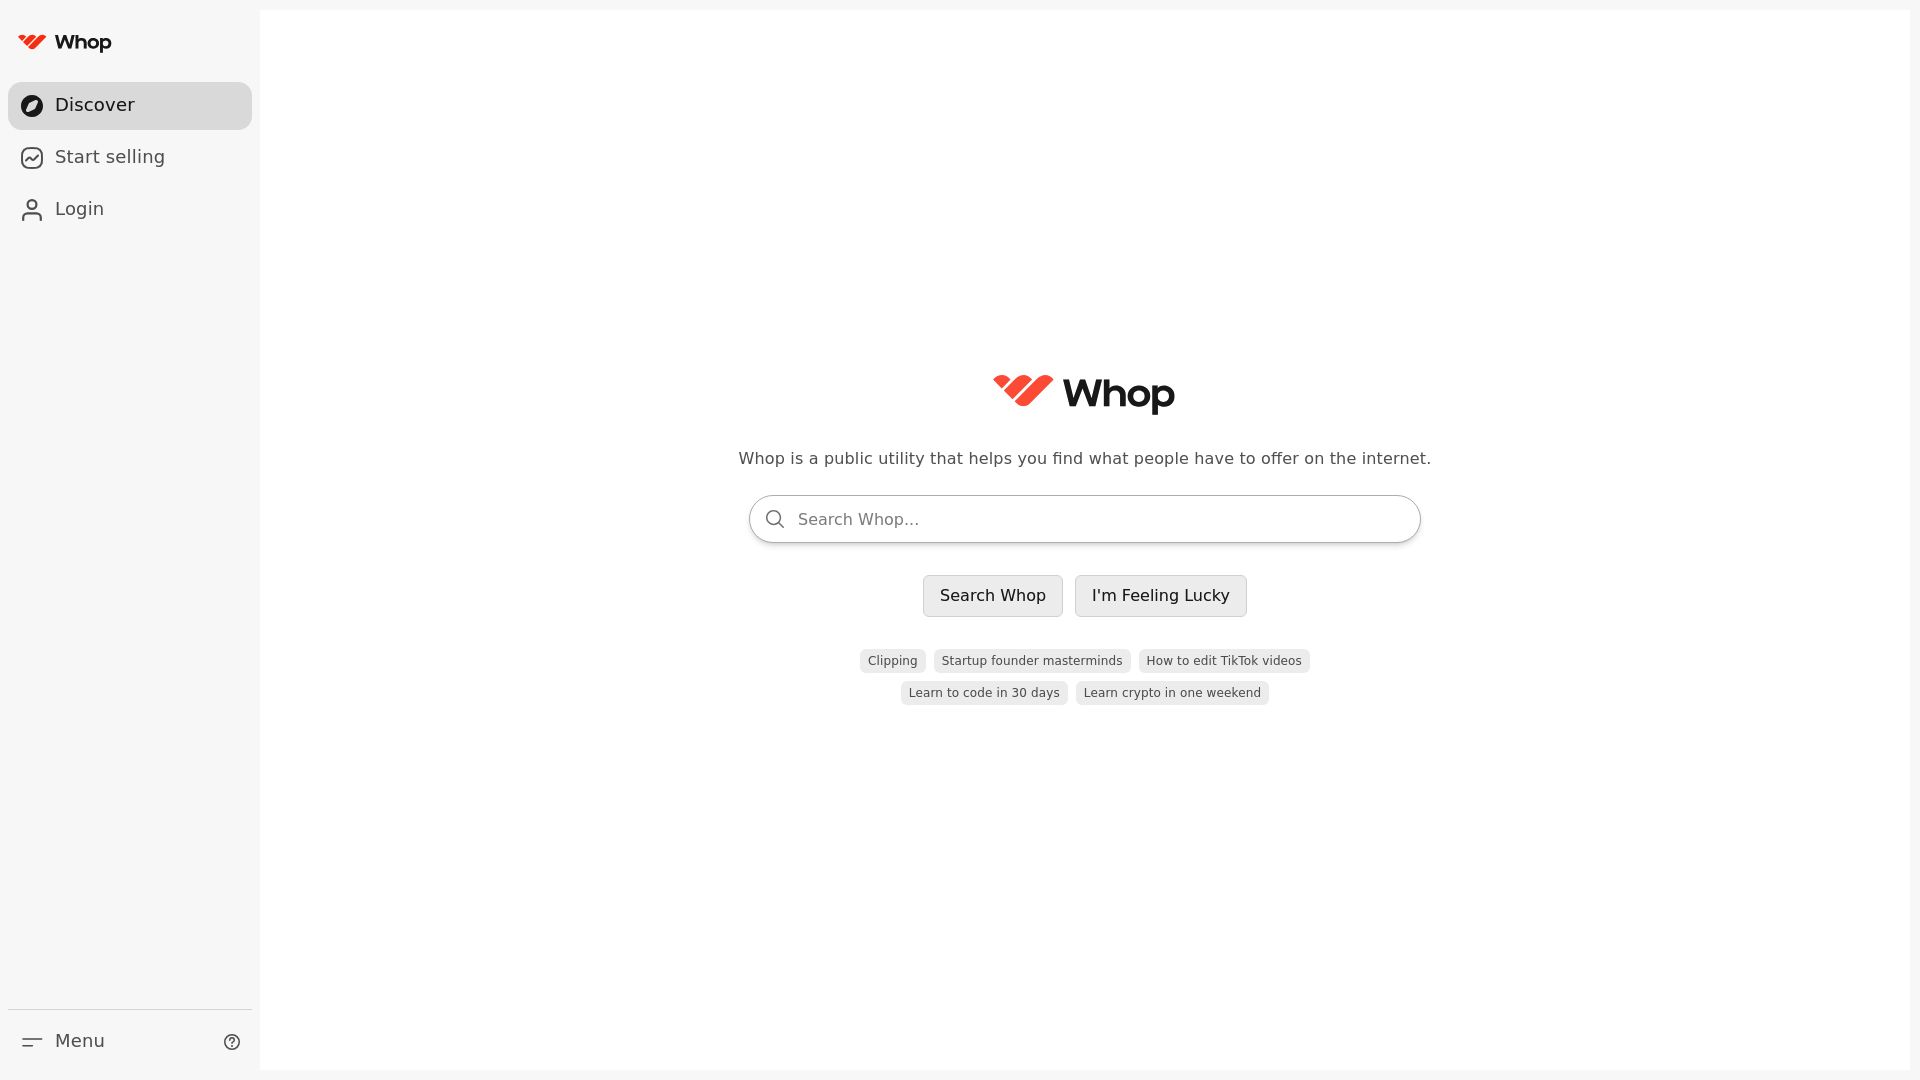 Whop
Discover
Start selling
Login
Whop
Whop is a public utility that helps you find what people have to offer on the internet.
Search Whop...
Search Whop
I'm Feeling Lucky
Clipping
Startup founder masterminds
How to edit TikTok videos
Learn to code in 30 days
Learn crypto in one weekend
Menu